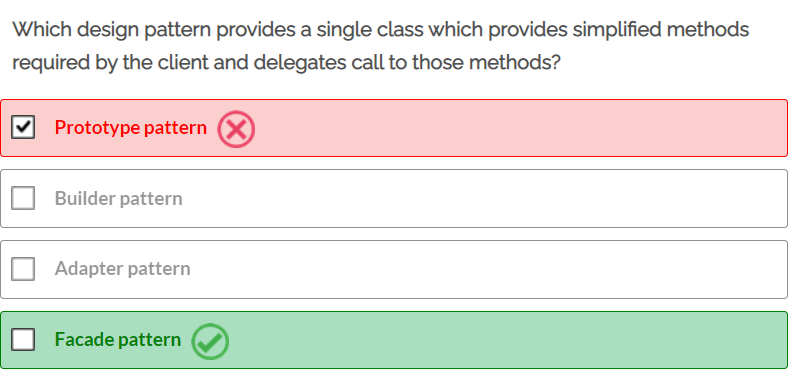 Which design pattern provides a single class which provides simplified methods
required by the client and delegates call to those methods?
Prototype pattern
Builder pattern
Adapter pattern
Facade pattern